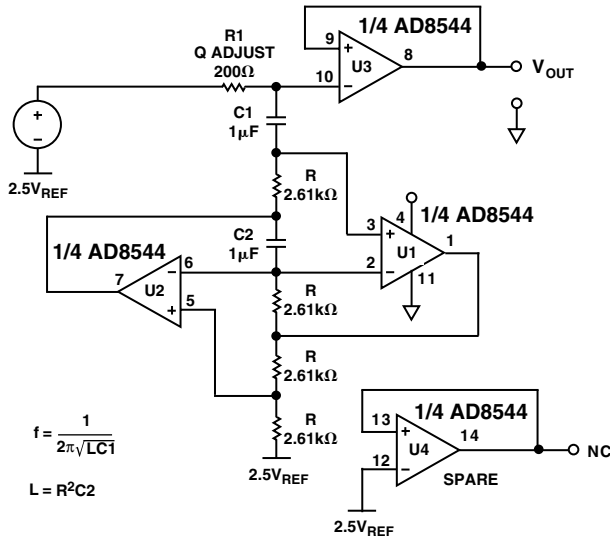 1/4 AD8544
R1
Q ADJUST
200Ω
9
+
U3
8
10
−
V_OUT
C1
1μF
+
−
2.5V_REF
R
2.61kΩ
4
1/4 AD8544
3
+
U1
1
2
−
11
1/4 AD8544
C2
1μF
7
−
6
U2
5
+
R
2.61kΩ
R
2.61kΩ
R
2.61kΩ
2.5V_REF
1/4 AD8544
13
+
U4
14
12
−
NC
SPARE
2.5V_REF
f = 1 / 2π√LC1
L = R²C2